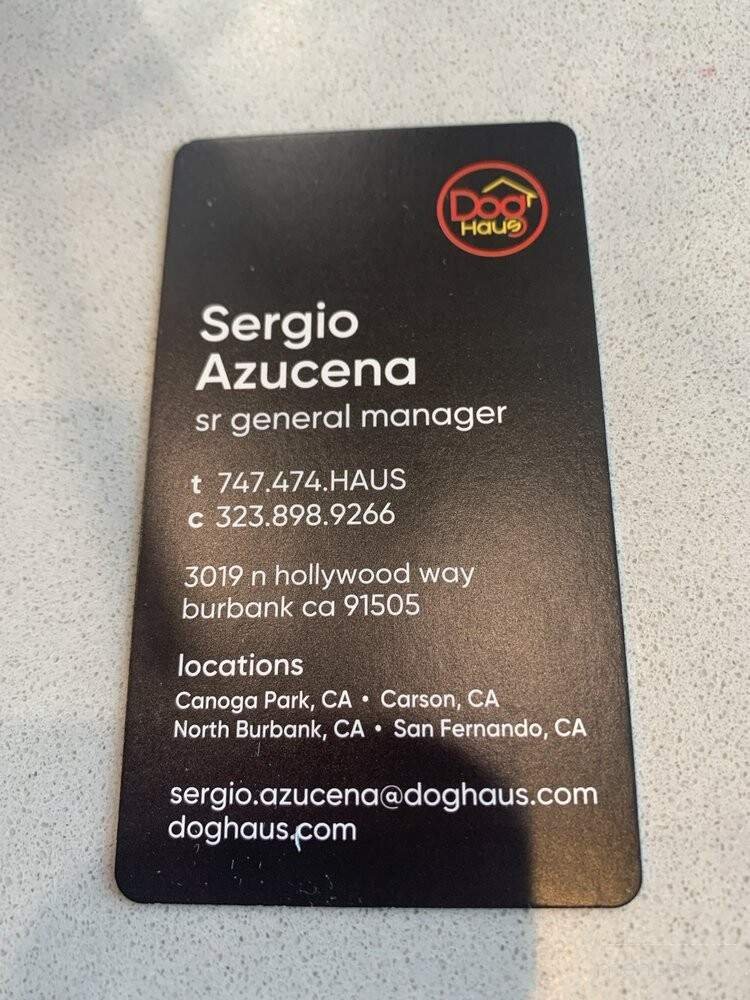 Dog
Haus
Sergio
Azucena
sr general manager
t 747.474.HAUS
c 323.898.9266
3019 n hollywood way
burbank ca 91505
locations
Canoga Park, CA • Carson, CA
North Burbank, CA • San Fernando, CA
sergio.azucena@doghaus.com
doghaus.com